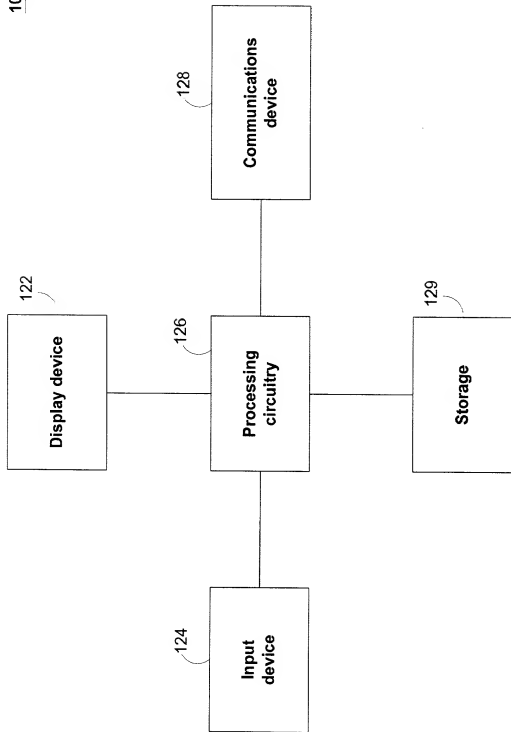 124
Input
device
Storage
129
126
Processing
circuitry
122
Display device
128
Communications
device
10